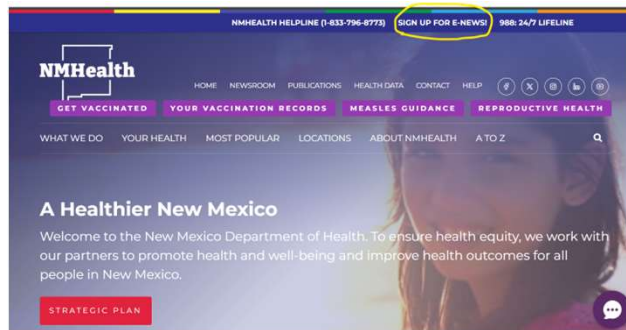 NMHEALTH HELPLINE (1-833-796-8773) SIGN UP FOR E-NEWS! 988: 24/7 LIFELINE
NMHealth
HOME NEWSROOM PUBLICATIONS HEALTH DATA CONTACT HELP
GET VACCINATED YOUR VACCINATION RECORDS MEASLES GUIDANCE REPRODUCTIVE HEALTH
WHAT WE DO YOUR HEALTH MOST POPULAR LOCATIONS ABOUT NMHEALTH A TO Z
A Healthier New Mexico
Welcome to the New Mexico Department of Health. To ensure health equity, we work with
our partners to promote health and well-being and improve health outcomes for all
people in New Mexico.
STRATEGIC PLAN